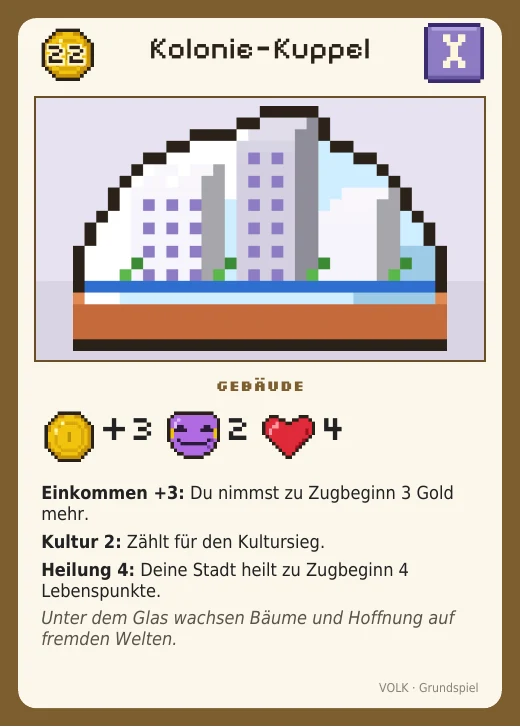 22
Kolonie-Kuppel
X
GEBÄUDE
+3 2 4
Einkommen +3: Du nimmst zu Zugbeginn 3 Gold
mehr.
Kultur 2: Zählt für den Kultursieg.
Heilung 4: Deine Stadt heilt zu Zugbeginn 4
Lebenspunkte.
Unter dem Glas wachsen Bäume und Hoffnung auf
fremden Welten.
VOLK · Grundspiel